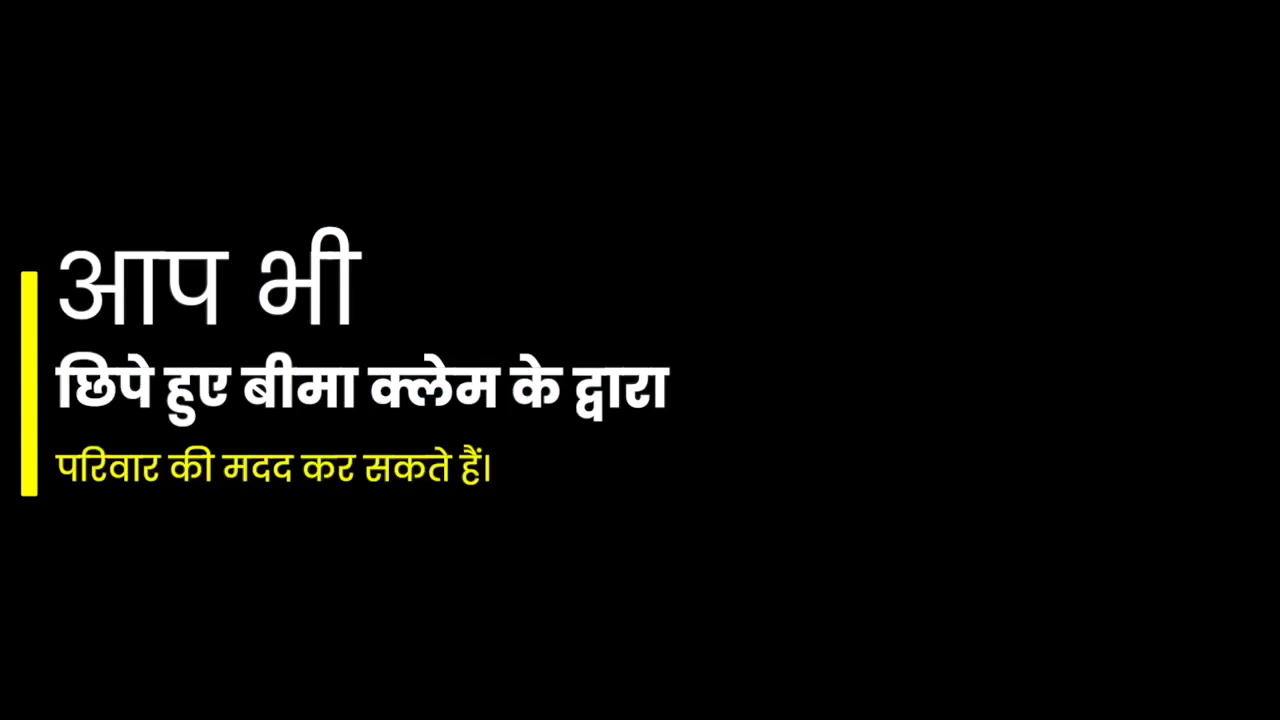 आप भी
छिपे हुए बीमा क्लेम के द्वारा
परिवार की मदद कर सकते हैं।